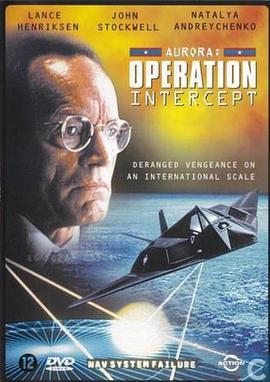 LANCE HENRIKSEN
JOHN STOCKWELL
NATALYA ANDREYCHENKO
AURORA:
OPERATION
INTERCEPT
DERANGED VENGEANCE ON
AN INTERNATIONAL SCALE
12
DVD
VIDEO
NAV SYSTEM FAILURE
ACTION